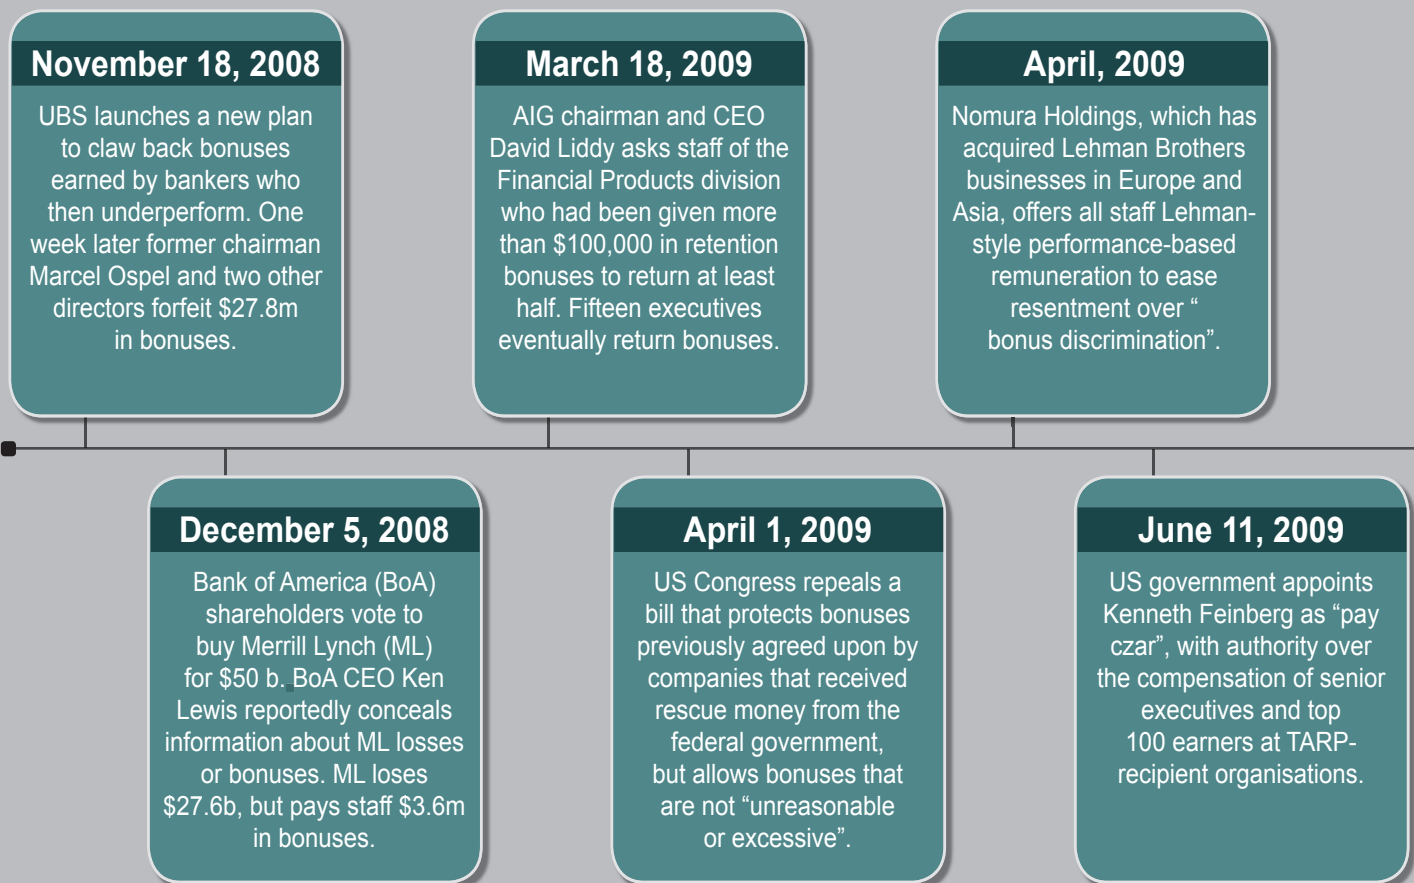 November 18, 2008
UBS launches a new plan
to claw back bonuses
earned by bankers who
then underperform. One
week later former chairman
Marcel Ospel and two other
directors forfeit $27.8m
in bonuses.
December 5, 2008
Bank of America (BoA)
shareholders vote to
buy Merrill Lynch (ML)
for $50 b. BoA CEO Ken
Lewis reportedly conceals
information about ML losses
or bonuses. ML loses
$27.6b, but pays staff $3.6m
in bonuses.
March 18, 2009
AIG chairman and CEO
David Liddy asks staff of the
Financial Products division
who had been given more
than $100,000 in retention
bonuses to return at least
half. Fifteen executives
eventually return bonuses.
April 1, 2009
US Congress repeals a
bill that protects bonuses
previously agreed upon by
companies that received
rescue money from the
federal government,
but allows bonuses that
are not “unreasonable
or excessive”.
April, 2009
Nomura Holdings, which has
acquired Lehman Brothers
businesses in Europe and
Asia, offers all staff Lehman-
style performance-based
remuneration to ease
resentment over “
bonus discrimination”.
June 11, 2009
US government appoints
Kenneth Feinberg as “pay
czar”, with authority over
the compensation of senior
executives and top
100 earners at TARP-
recipient organisations.